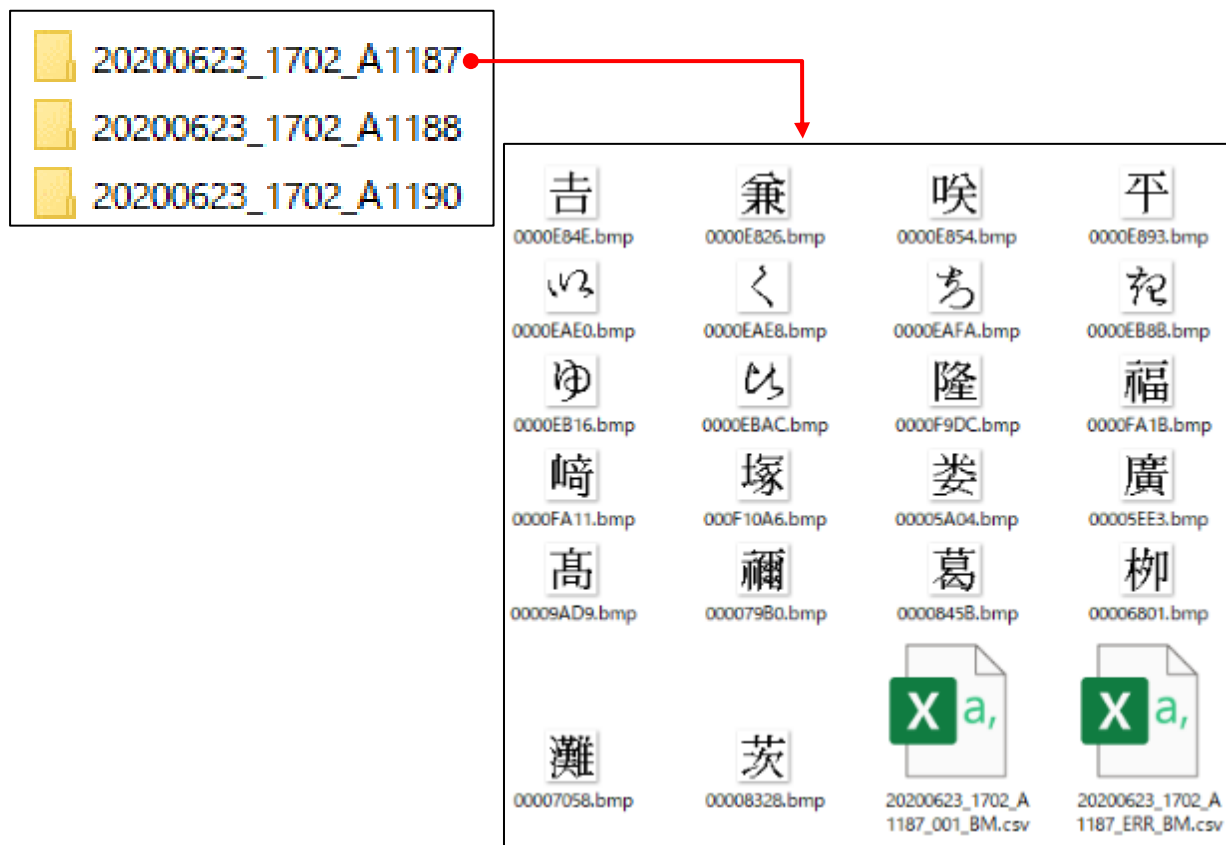 20200623_1702_A1187
20200623_1702_A1188
20200623_1702_A1190
𠮷 兼 咲 平
0000E84E.bmp 0000E826.bmp 0000E854.bmp 0000E893.bmp
く ち
0000EAE0.bmp 0000EAE8.bmp 0000EAFA.bmp 0000EB8B.bmp
ゆ 隆 福
0000EB16.bmp 0000EBAC.bmp 0000F9DC.bmp 0000FA1B.bmp
﨑 塚 娄 廣
0000FA11.bmp 000F10A6.bmp 00005A04.bmp 00005EE3.bmp
髙 禰 葛 栁
00009AD9.bmp 000079B0.bmp 0000845B.bmp 00006801.bmp
灘 茨 X a, X a,
00007058.bmp 00008328.bmp 20200623_1702_A 20200623_1702_A
1187_001_BM.csv 1187_ERR_BM.csv